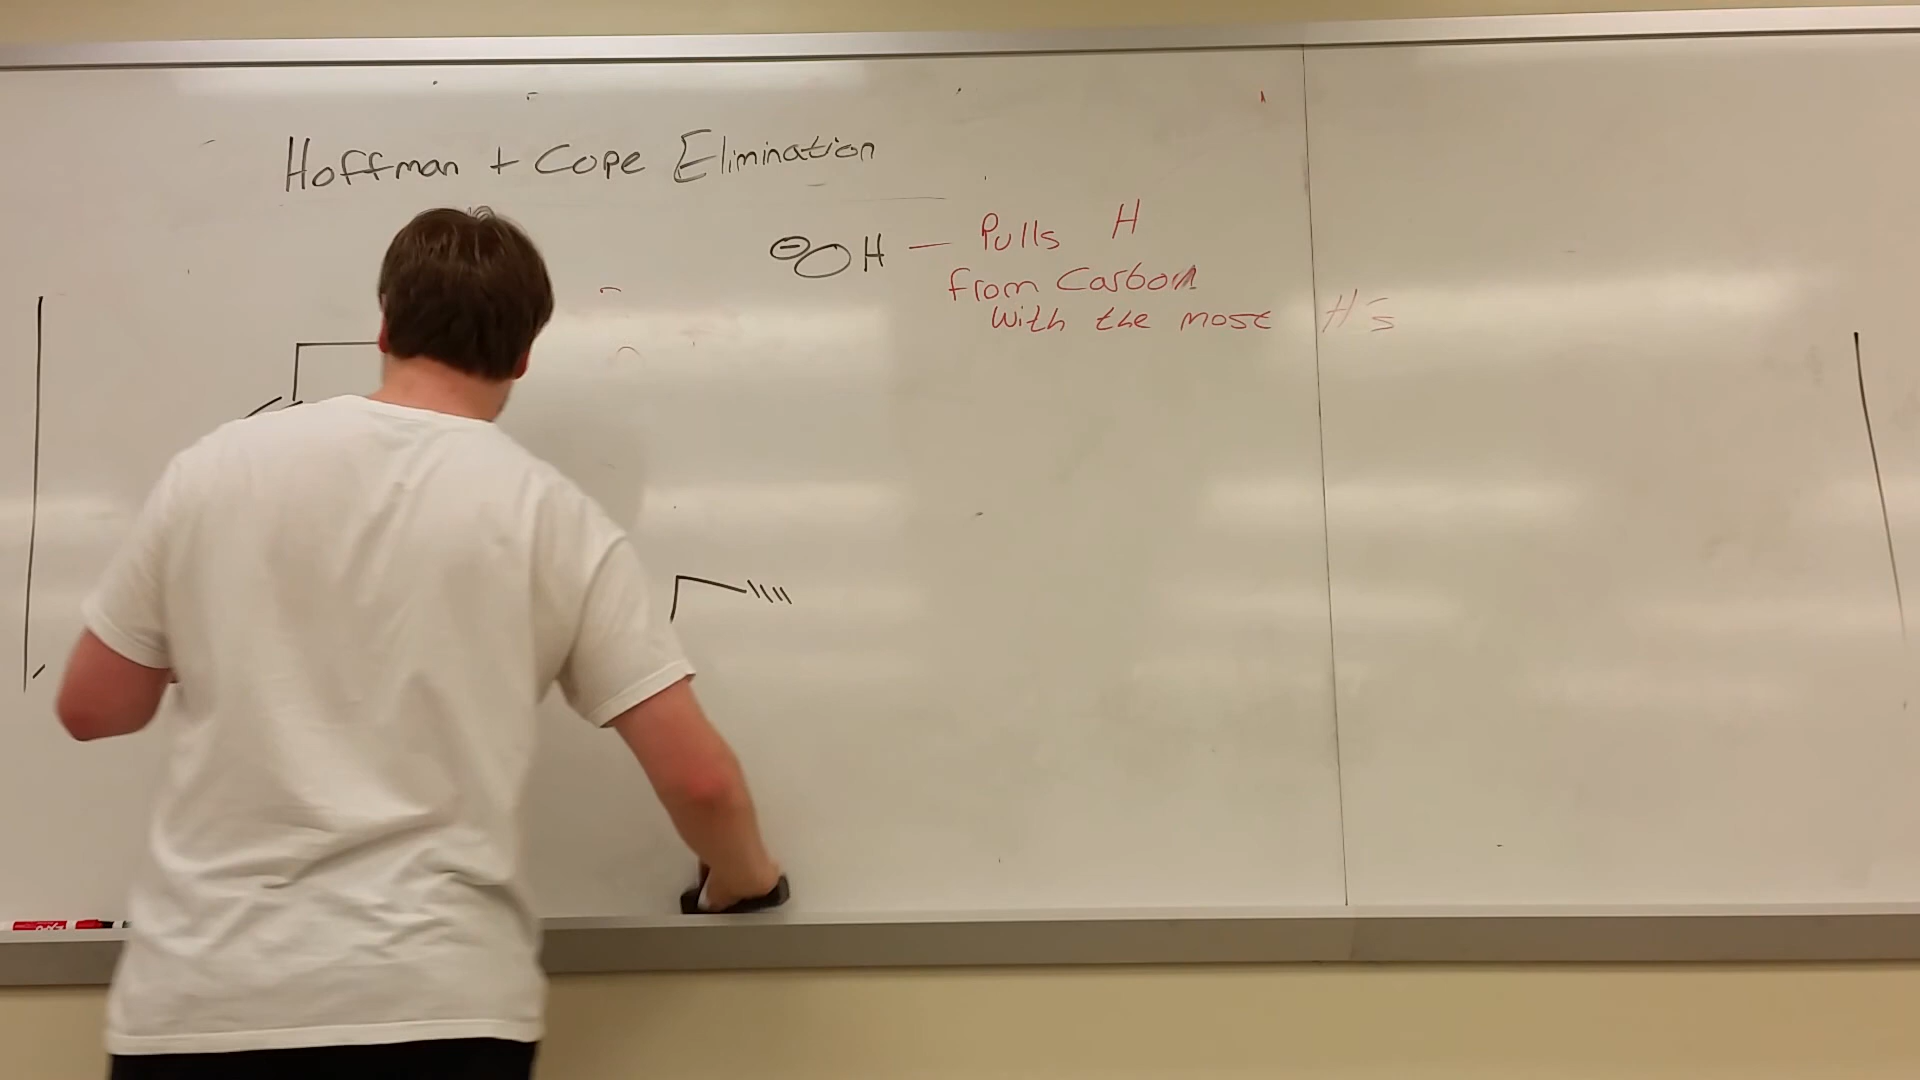 Hoffman + Cope Elimination
⊖OH — Pulls H
from Carbon
with the most H's